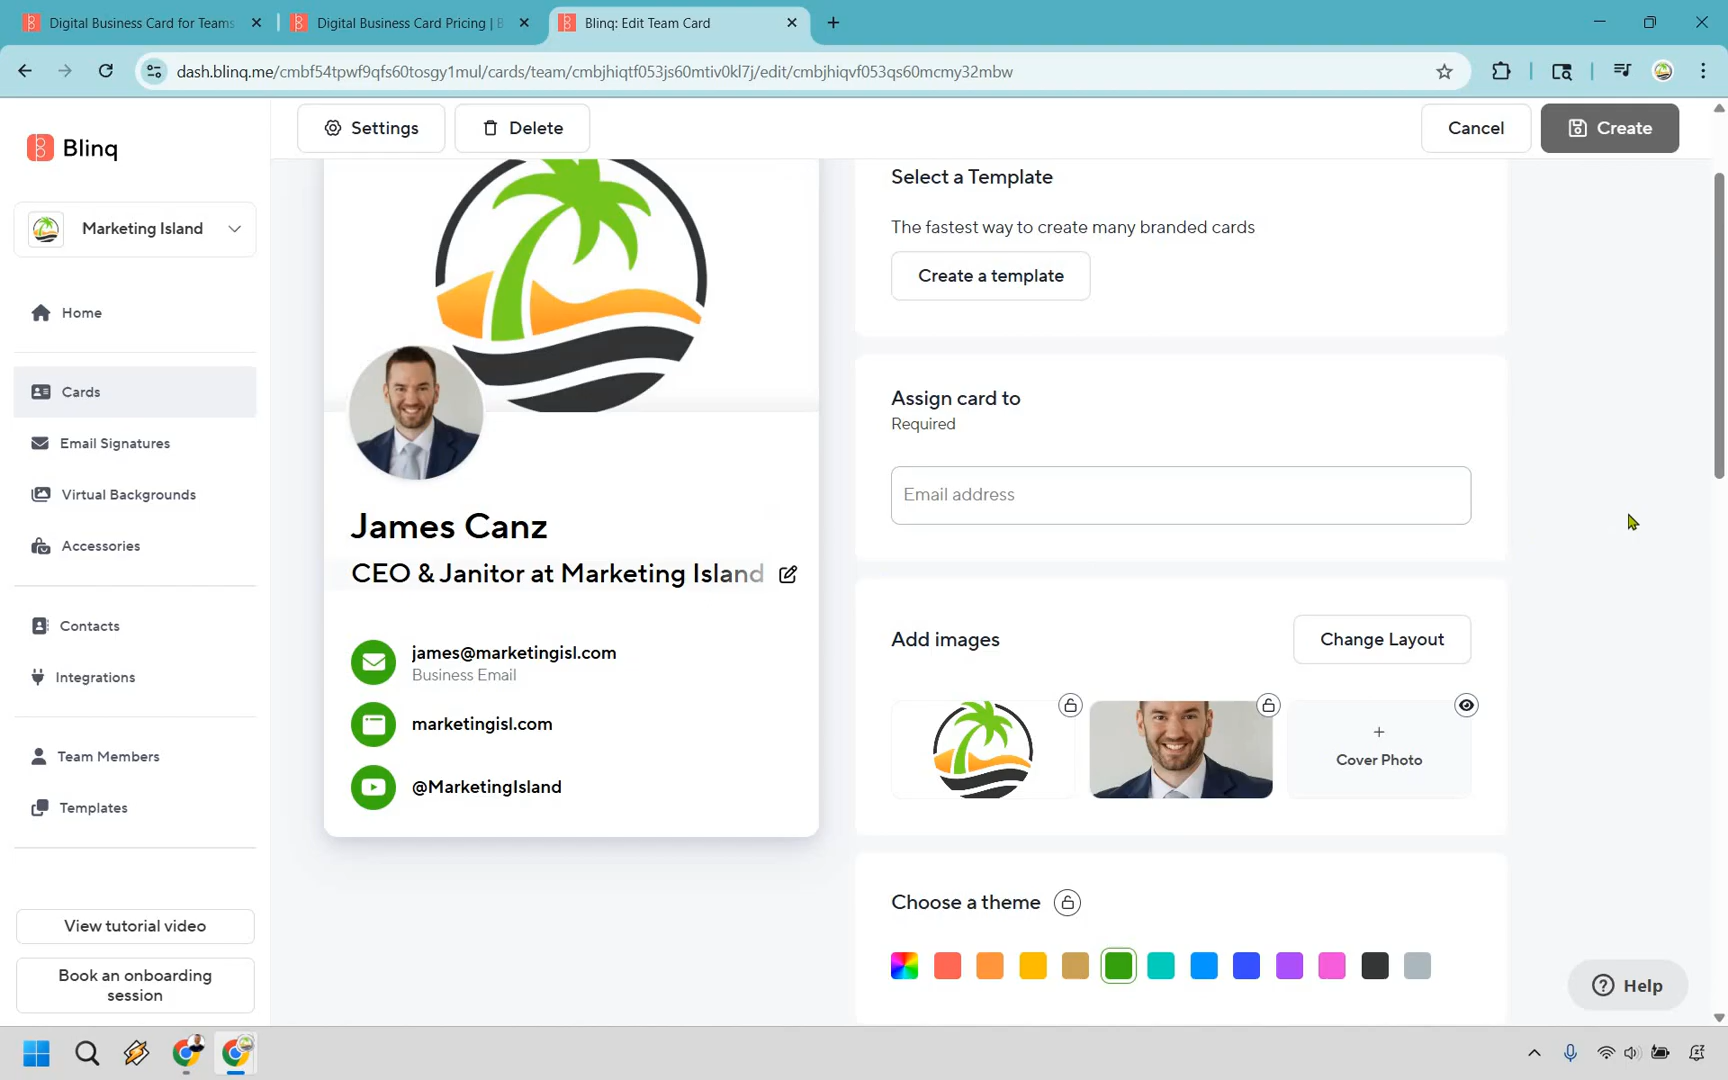 Digital Business Card for Teams
Digital Business Card Pricing | B
Blinq: Edit Team Card
dash.blinq.me/cmbf54tpwf9qfs60tosgy1mul/cards/team/cmbjhiqtf053js60mtiv0kl7j/edit/cmbjhiqvf053qs60mcmy32mbw
Blinq
Settings
Delete
Cancel
Create
Marketing Island
Home
Cards
Email Signatures
Virtual Backgrounds
Accessories
Contacts
Integrations
Team Members
Templates
View tutorial video
Book an onboarding
session
James Canz
CEO & Janitor at Marketing Island
james@marketingisl.com
Business Email
marketingisl.com
@MarketingIsland
Select a Template
The fastest way to create many branded cards
Create a template
Assign card to
Required
Email address
Add images
Change Layout
+
Cover Photo
Choose a theme
Help